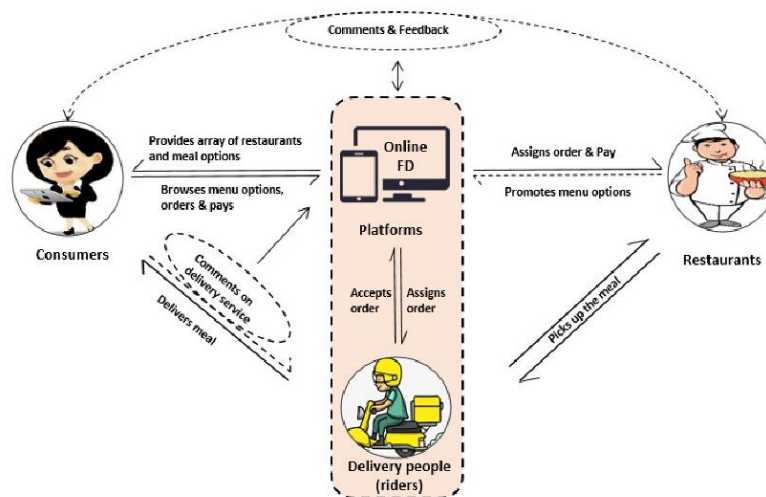 Comments & Feedback
Provides array of restaurants
and meal options
Browses menu options,
orders & pays
Consumers
Online
FD
Platforms
Assigns order & Pay
Promotes menu options
Restaurants
Comments on
delivery service
Delivers meal
Accepts
order
Assigns
order
Picks up the meal
Delivery people
(riders)